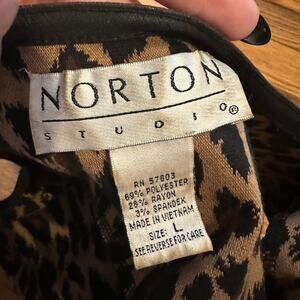 NORTON
STUDIO®
RN 57603
69% POLYESTER
28% RAYON
3% SPANDEX
MADE IN VIETNAM
SIZE: L
SEE REVERSE FOR CARE